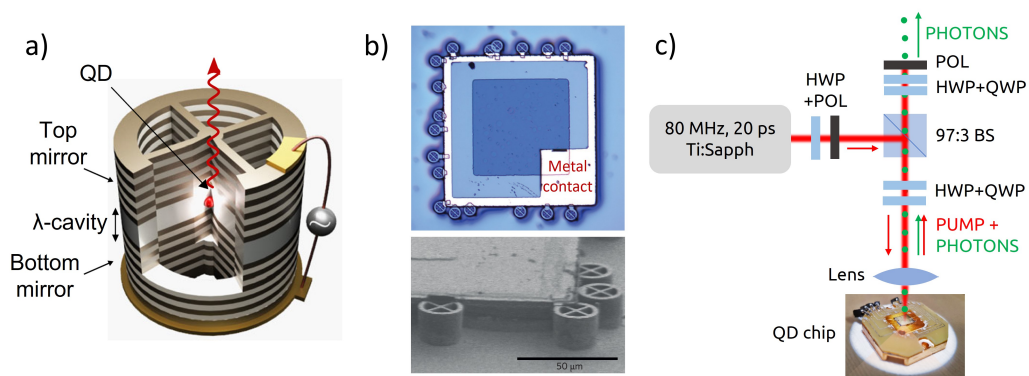 a)
QD
Top
mirror
λ-cavity
Bottom
mirror
b)
Metal
contact
50 μm
c)
PHOTONS
POL
HWP+QWP
HWP
+POL
80 MHz, 20 ps
Ti:Sapph
97:3 BS
HWP+QWP
PUMP +
PHOTONS
Lens
QD chip